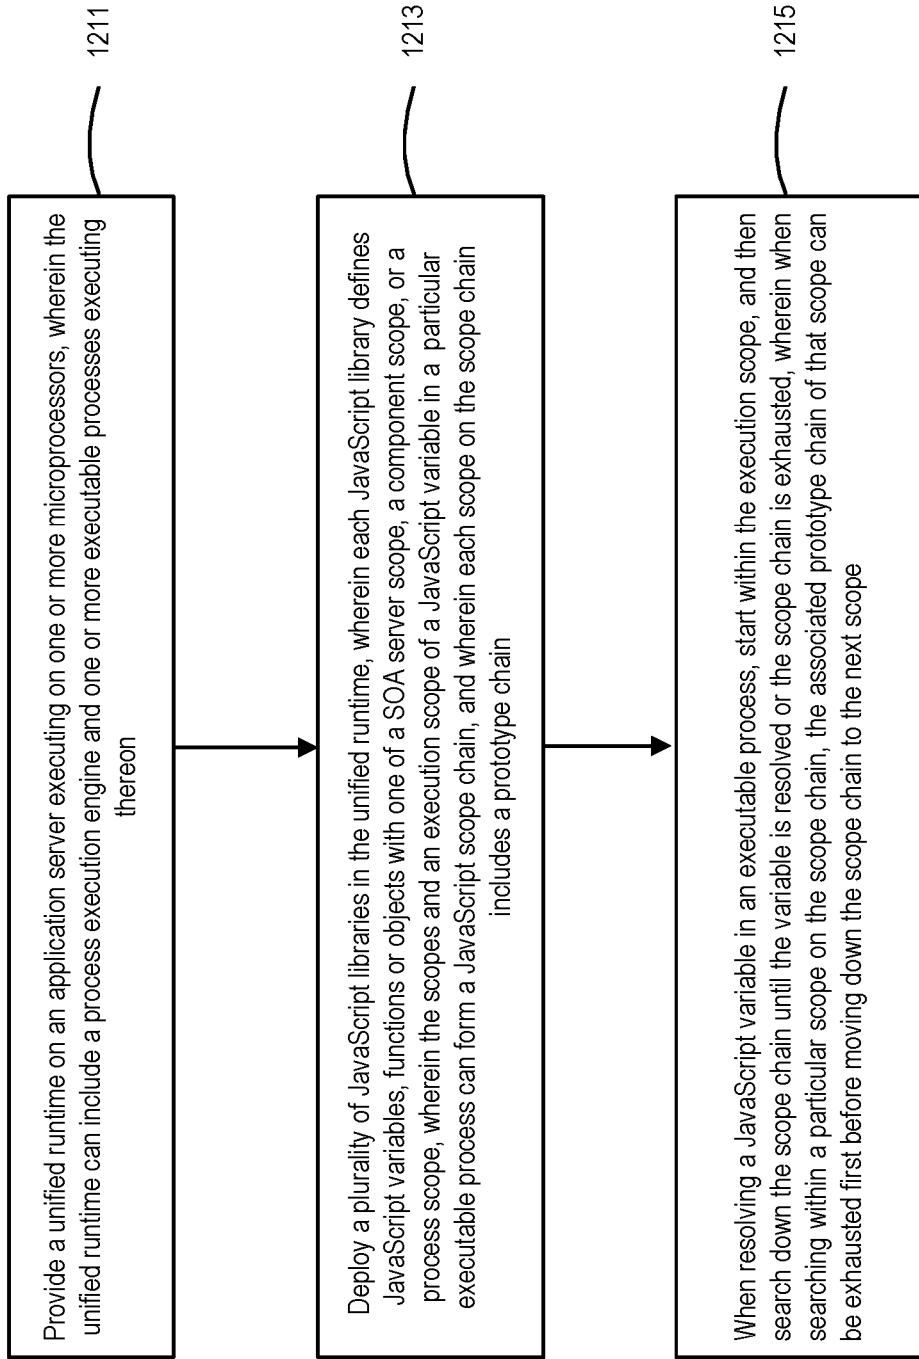 Provide a unified runtime on an application server executing on one or more microprocessors, wherein the
unified runtime can include a process execution engine and one or more executable processes executing
thereon
1211
Deploy a plurality of JavaScript libraries in the unified runtime, wherein each JavaScript library defines
JavaScript variables, functions or objects with one of a SOA server scope, a component scope, or a
process scope, wherein the scopes and an execution scope of a JavaScript variable in a particular
executable process can form a JavaScript scope chain, and wherein each scope on the scope chain
includes a prototype chain
1213
When resolving a JavaScript variable in an executable process, start within the execution scope, and then
search down the scope chain until the variable is resolved or the scope chain is exhausted, wherein when
searching within a particular scope on the scope chain, the associated prototype chain of that scope can
be exhausted first before moving down the scope chain to the next scope
1215